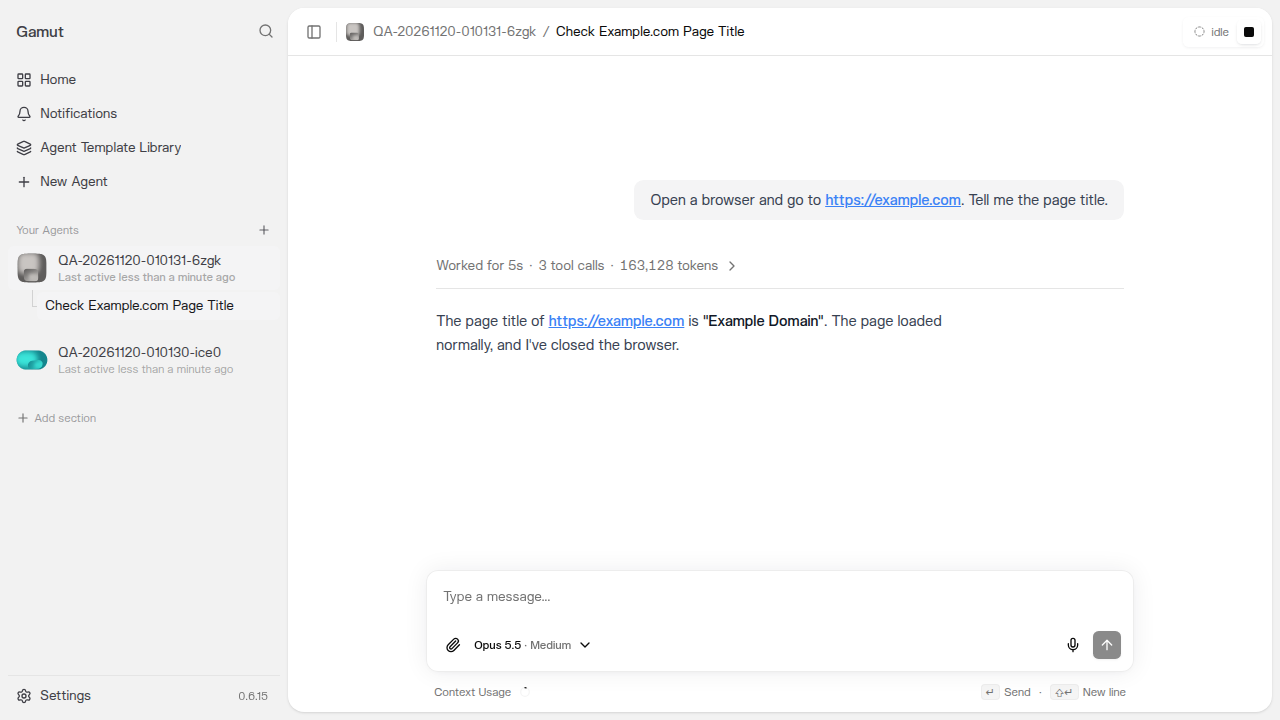 Gamut
Home
Notifications
Agent Template Library
New Agent
Your Agents
QA-20261120-010131-6zgk
Last active less than a minute ago
Check Example.com Page Title
QA-20261120-010130-ice0
Last active less than a minute ago
Add section
Settings
0.6.15
QA-20261120-010131-6zgk / Check Example.com Page Title
idle
Open a browser and go to https://example.com. Tell me the page title.
Worked for 5s · 3 tool calls · 163,128 tokens
The page title of https://example.com is "Example Domain". The page loaded
normally, and I've closed the browser.
Type a message...
Opus 5.5 · Medium
Context Usage
Send · New line